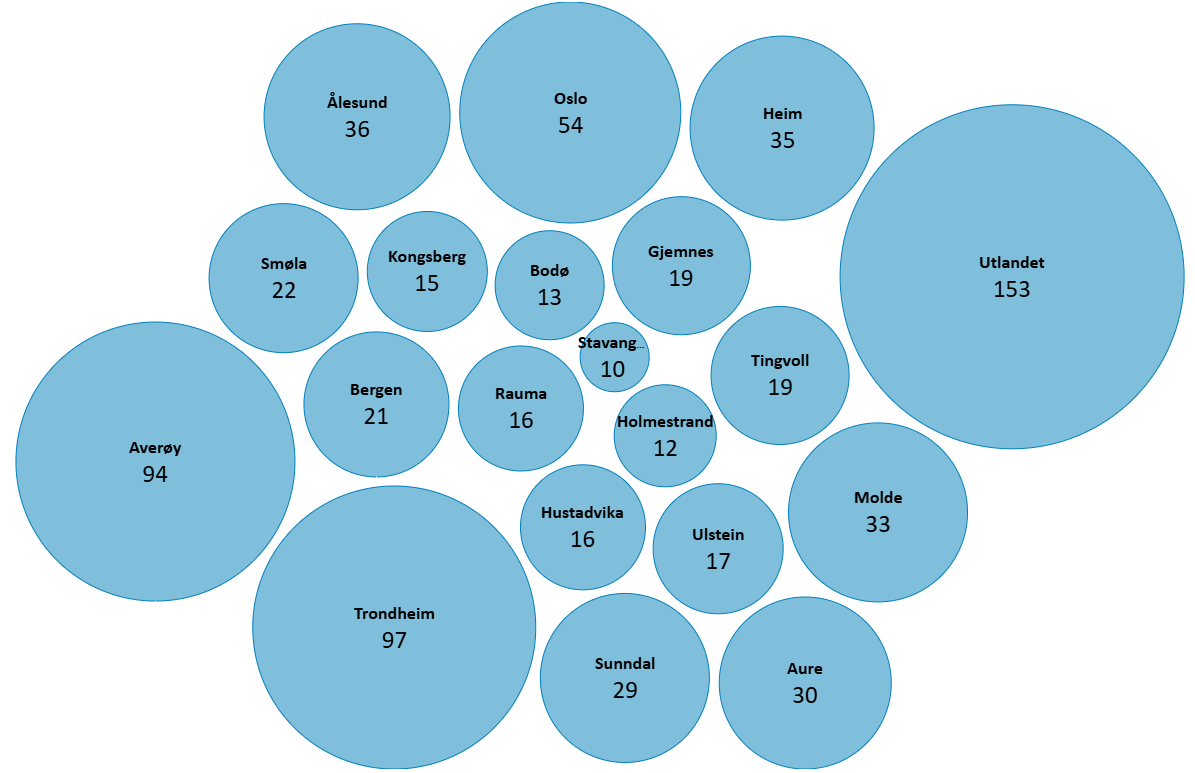 Ålesund
36
Oslo
54
Heim
35
Utlandet
153
Smøla
22
Kongsberg
15
Bodø
13
Gjemnes
19
Stavang...
10
Tingvoll
19
Bergen
21
Rauma
16
Holmestrand
12
Averøy
94
Hustadvika
16
Ulstein
17
Molde
33
Trondheim
97
Sunndal
29
Aure
30